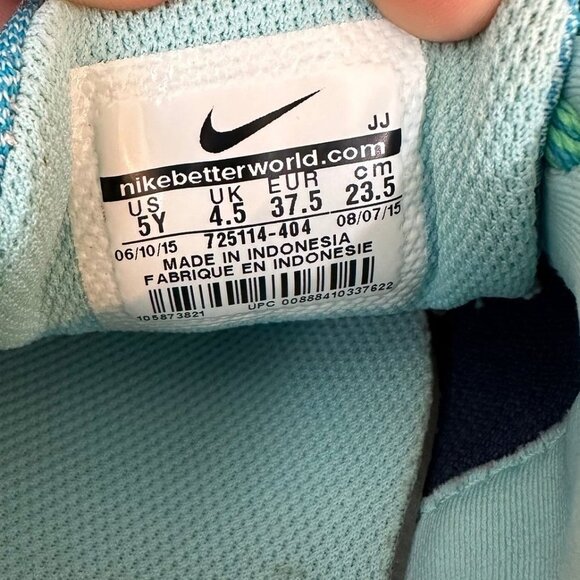 JJ
nikebetterworld.com
US UK EUR cm
5Y 4.5 37.5 23.5
06/10/15 725114-404 08/07/15
MADE IN INDONESIA
FABRIQUE EN INDONESIE
105873821 UPC 00888410337622